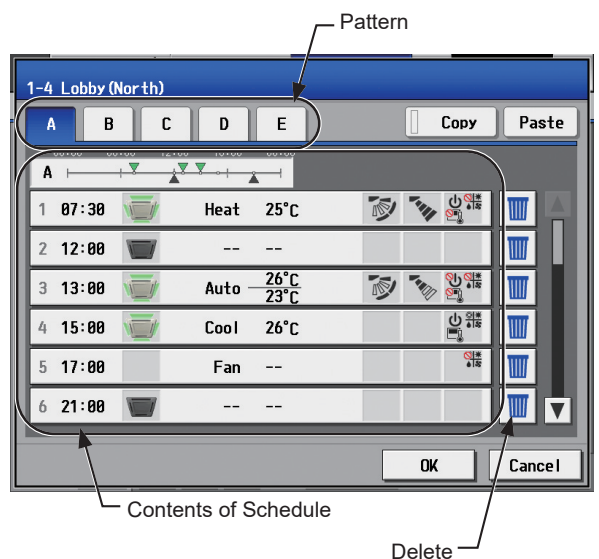 Pattern
1-4 Lobby(North)
A B C D E Copy Paste
A
1 07:30 Heat 25°C
2 12:00 -- --
3 13:00 Auto 26°C
23°C
4 15:00 Cool 26°C
5 17:00 Fan --
6 21:00 -- --
OK Cancel
Contents of Schedule
Delete